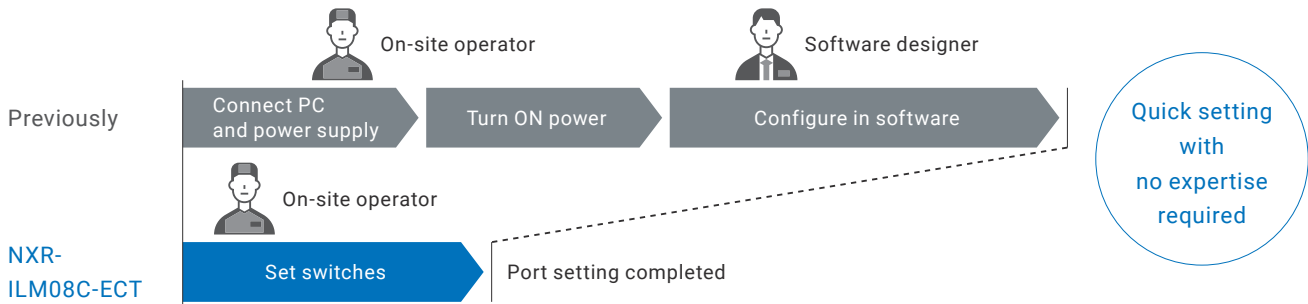 On-site operator
Software designer
Previously
Connect PC
and power supply
Turn ON power
Configure in software
Quick setting
with
no expertise
required
On-site operator
NXR-
ILM08C-ECT
Set switches
Port setting completed